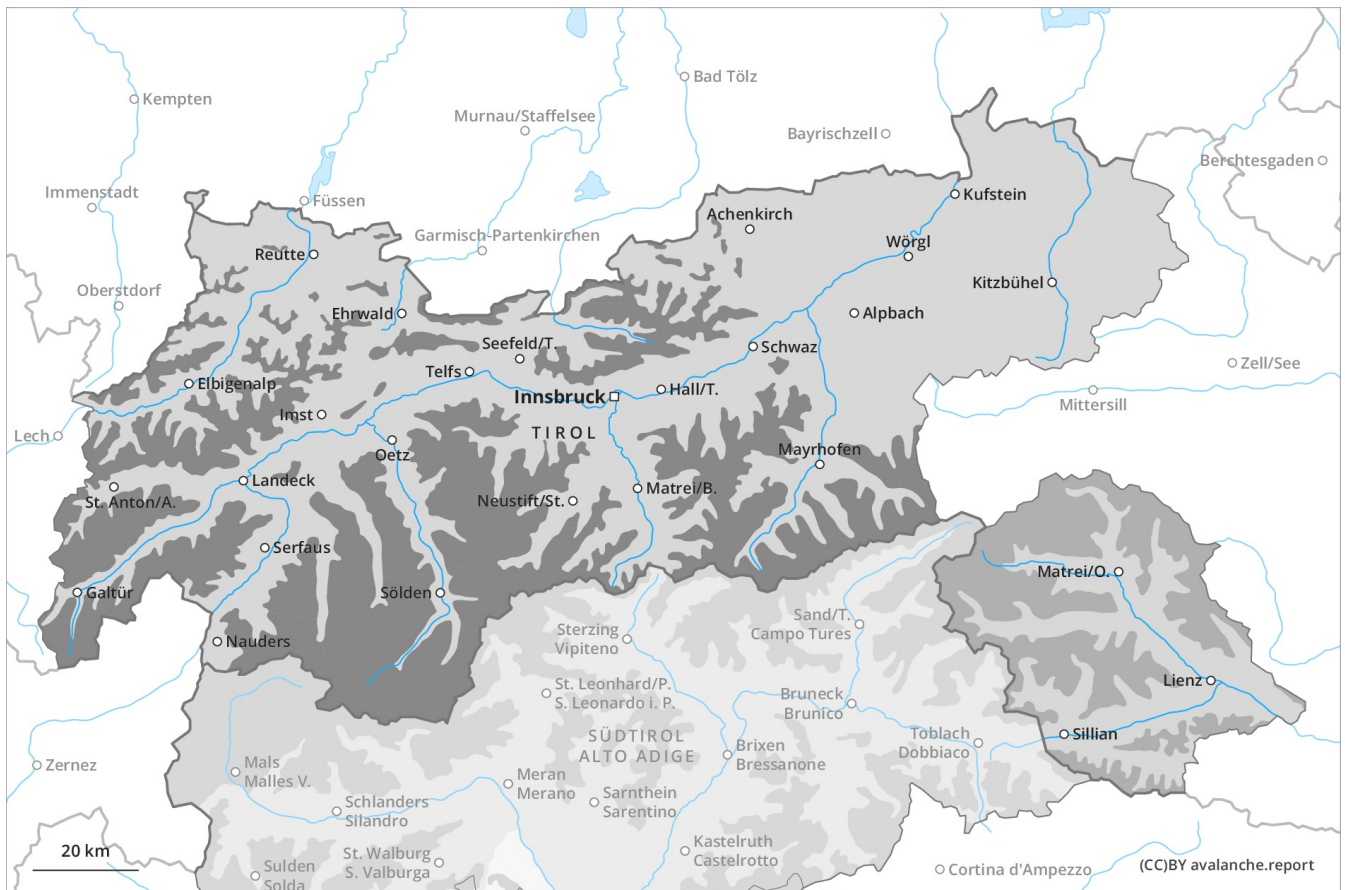 Bad Tölz
Kempten
Murnau/Staffelsee
Bayrischzell
Berchtesgaden
Immenstadt
Füssen
Kufstein
Achenkirch
Garmisch-Partenkirchen
Wörgl
Reutte
Kitzbühel
Oberstdorf
Ehrwald
Alpbach
Seefeld/T.
Schwaz
Zell/See
Telfs
Elbigenalp
Hall/T.
Innsbruck
Mittersill
Imst
TIROL
Lech
Oetz
Mayrhofen
Landeck
Matrei/B.
St. Anton/A.
Neustift/St.
Serfaus
Matrei/O.
Galtür
Sölden
Sand/T.
Campo Tures
Sterzing
Vipiteno
Nauders
Lienz
St. Leonhard/P.
S. Leonardo i. P.
Bruneck
Brunico
Sillian
Toblach
Dobbiaco
SÜDTIROL
ALTO ADIGE
Brixen
Bressanone
Zernez
Mals
Malles V.
Meran
Merano
Sarnthein
Sarentino
Schlanders
Silandro
20 km
Kastelruth
Castelrotto
St. Walburg
S. Valburga
Sulden
Solda
Cortina d'Ampezzo
(CC)BY avalanche.report